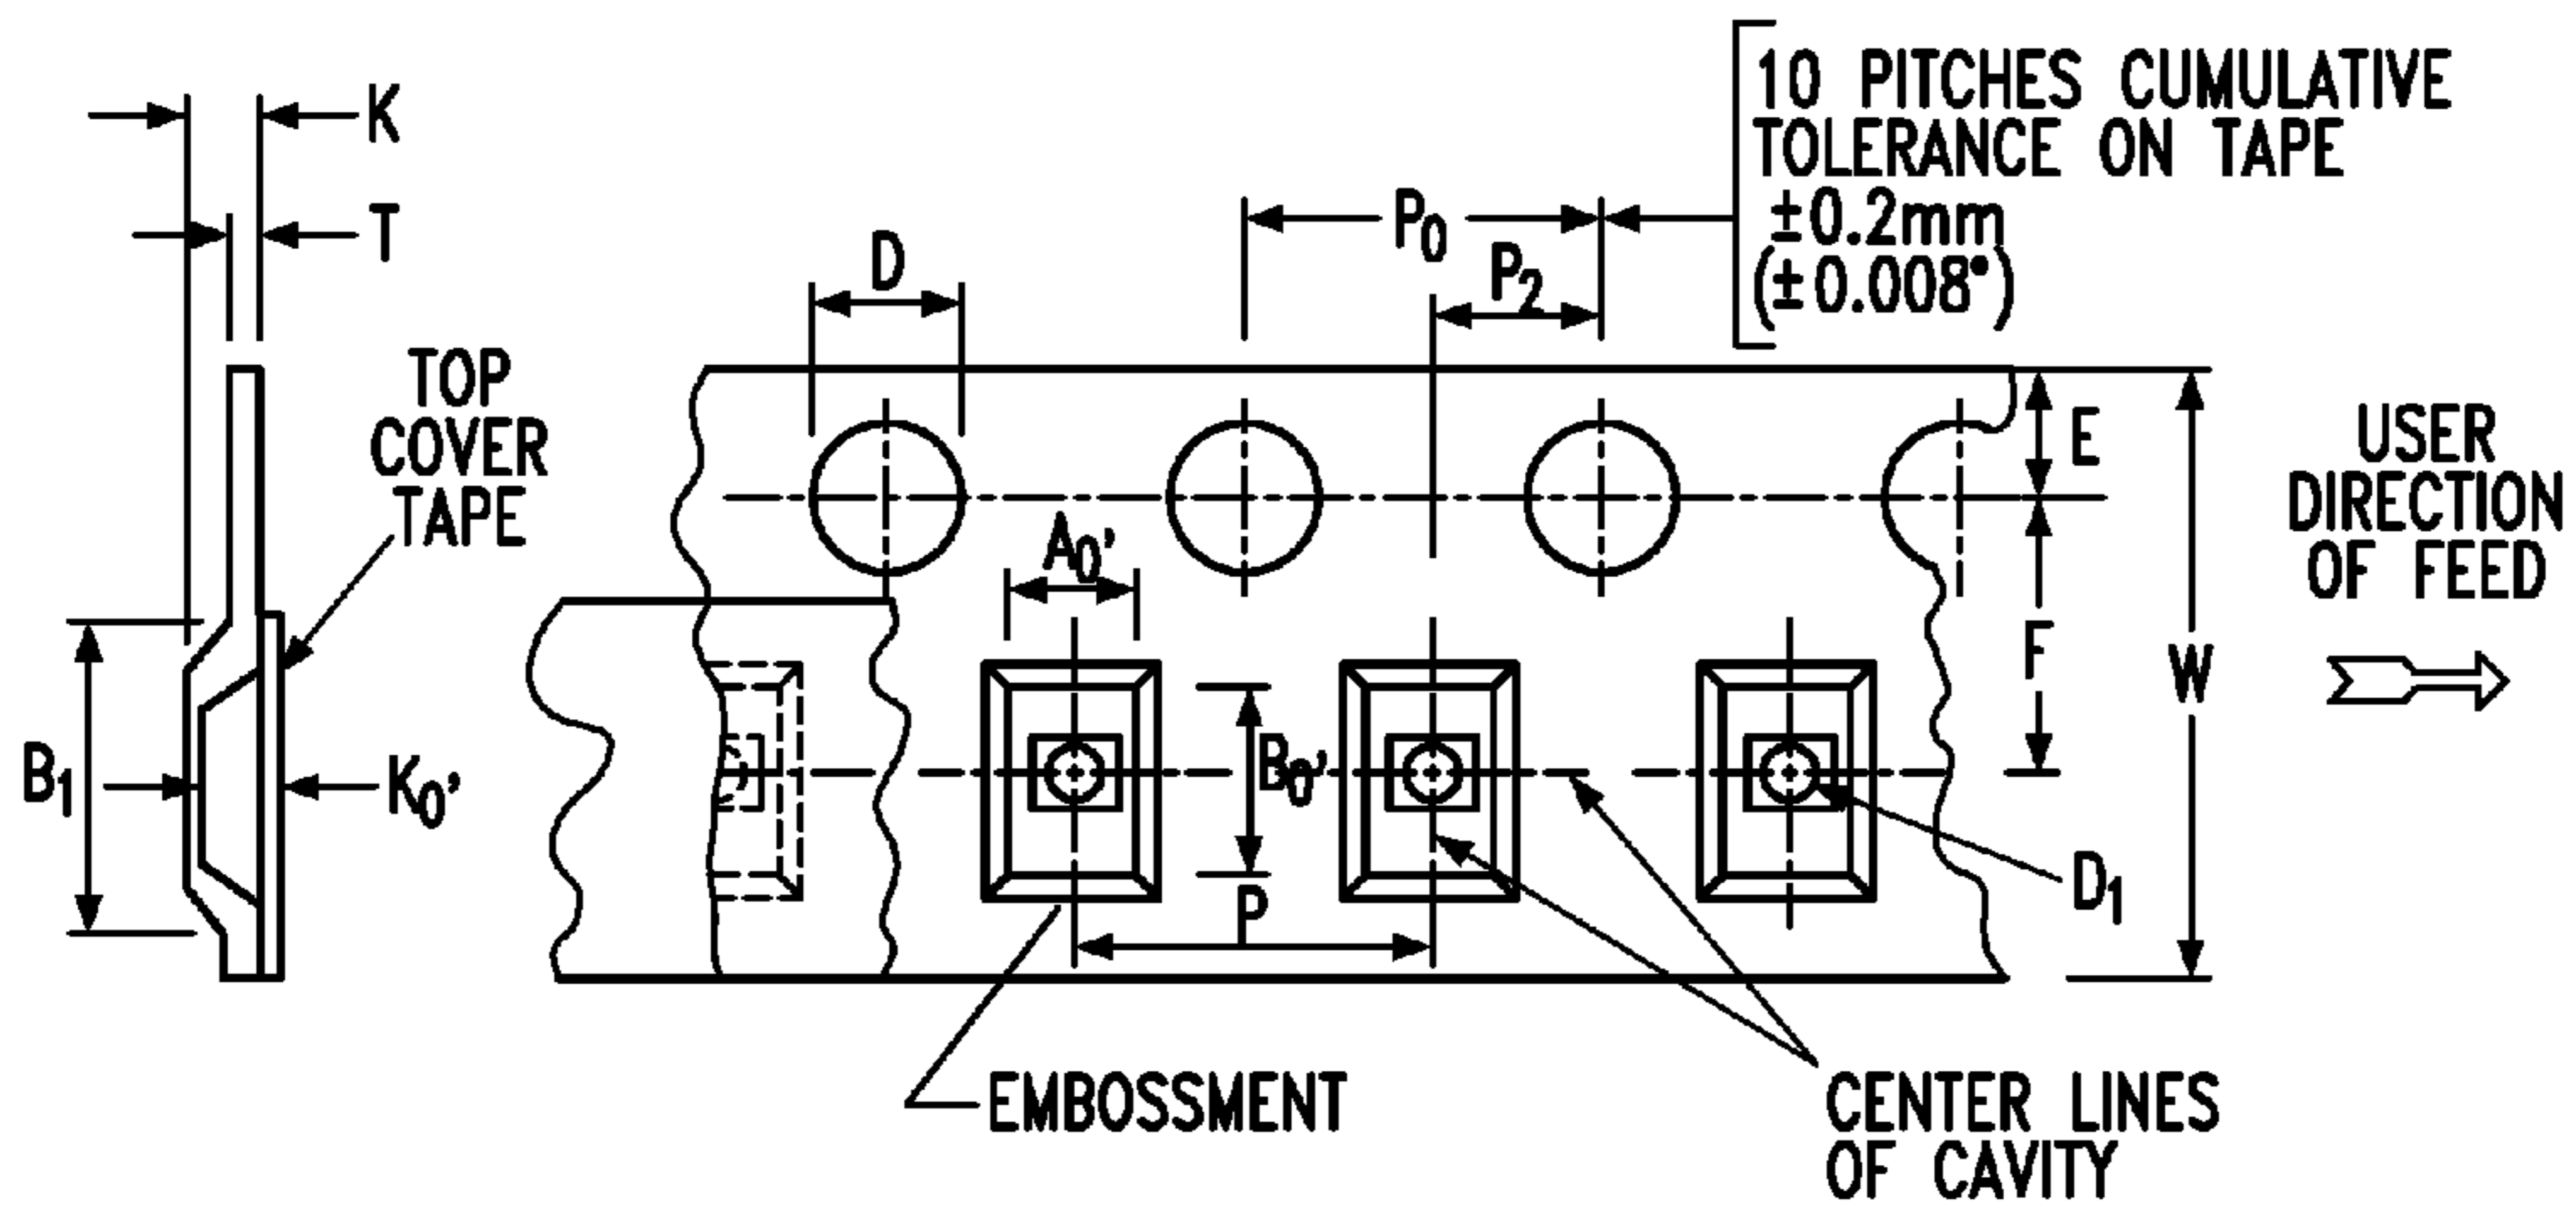 K
T
TOP
COVER
TAPE
B1
K0'
D
P0
P2
10 PITCHES CUMULATIVE
TOLERANCE ON TAPE
±0.2mm
(±0.008")
A0'
B0'
P
E
F
W
D1
USER
DIRECTION
OF FEED
EMBOSSMENT
CENTER LINES
OF CAVITY